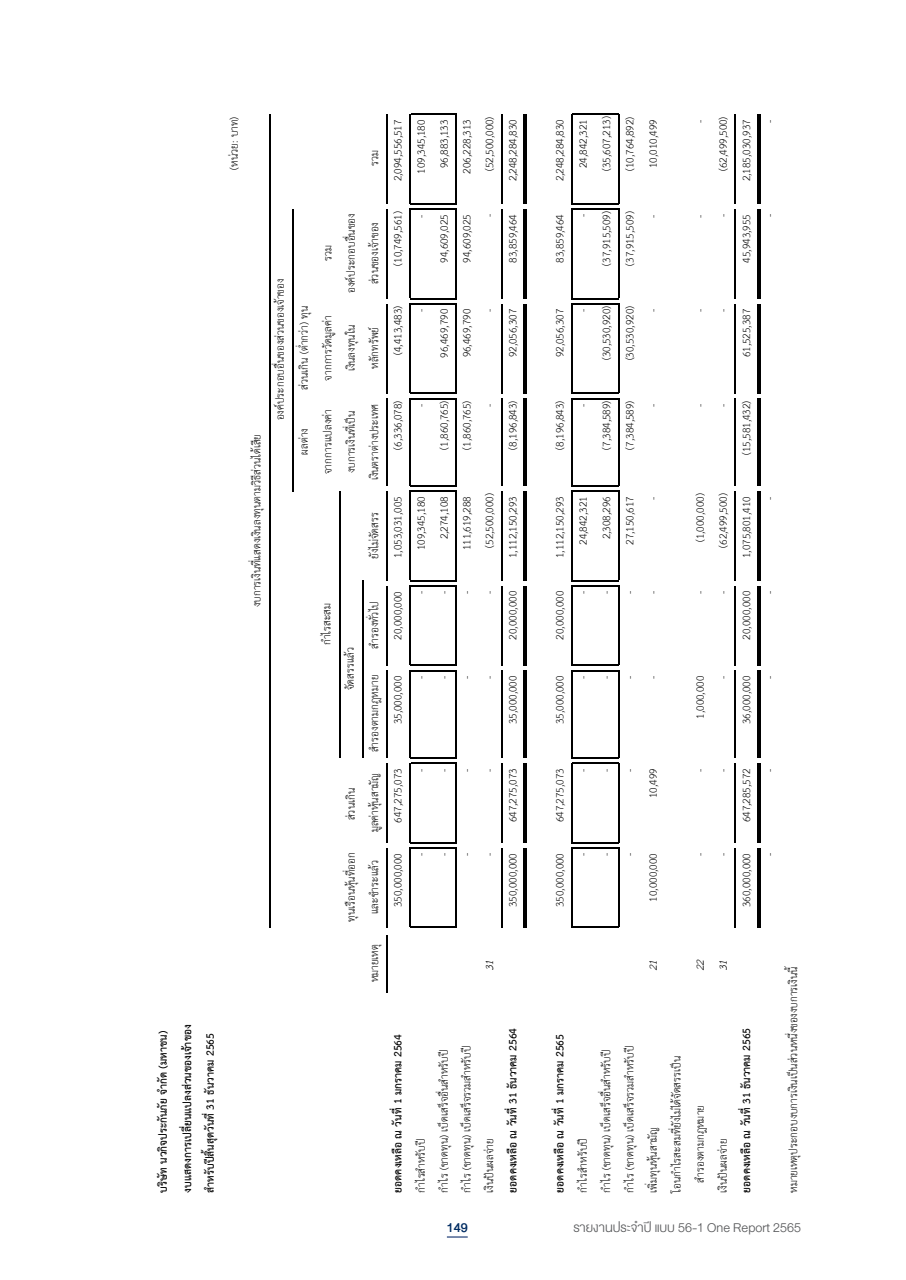 บริษัท นวกิจประกันภัย จำกัด (มหาชน)
งบแสดงการเปลี่ยนแปลงส่วนของเจ้าของ
สำหรับปีสิ้นสุดวันที่ 31 ธันวาคม 2565
(หน่วย: บาท)
งบการเงินที่แสดงเงินลงทุนตามวิธีส่วนได้เสีย
องค์ประกอบอื่นของส่วนของเจ้าของ
ผลต่าง ส่วนเกิน (ต่ำกว่า) ทุน
กำไรสะสม จากการแปลงค่า จากการวัดมูลค่า รวม
ทุนเรือนหุ้นที่ออก ส่วนเกิน จัดสรรแล้ว งบการเงินที่เป็น เงินลงทุนใน องค์ประกอบอื่นของ
หมายเหตุ และชำระแล้ว มูลค่าหุ้นสามัญ สำรองตามกฎหมาย สำรองทั่วไป ยังไม่จัดสรร เงินตราต่างประเทศ หลักทรัพย์ ส่วนของเจ้าของ รวม
ยอดคงเหลือ ณ วันที่ 1 มกราคม 2564 350,000,000 647,275,073 35,000,000 20,000,000 1,053,031,005 (6,336,078) (4,413,483) (10,749,561) 2,094,556,517
กำไรสำหรับปี - - - - 109,345,180 - - - 109,345,180
กำไร (ขาดทุน) เบ็ดเสร็จอื่นสำหรับปี - - - - 2,274,108 (1,860,765) 96,469,790 94,609,025 96,883,133
กำไร (ขาดทุน) เบ็ดเสร็จรวมสำหรับปี - - - - 111,619,288 (1,860,765) 96,469,790 94,609,025 206,228,313
เงินปันผลจ่าย 31 - - - - (52,500,000) - - - (52,500,000)
ยอดคงเหลือ ณ วันที่ 31 ธันวาคม 2564 350,000,000 647,275,073 35,000,000 20,000,000 1,112,150,293 (8,196,843) 92,056,307 83,859,464 2,248,284,830
ยอดคงเหลือ ณ วันที่ 1 มกราคม 2565 350,000,000 647,275,073 35,000,000 20,000,000 1,112,150,293 (8,196,843) 92,056,307 83,859,464 2,248,284,830
กำไรสำหรับปี - - - - 24,842,321 - - - 24,842,321
กำไร (ขาดทุน) เบ็ดเสร็จอื่นสำหรับปี - - - - 2,308,296 (7,384,589) (30,530,920) (37,915,509) (35,607,213)
กำไร (ขาดทุน) เบ็ดเสร็จรวมสำหรับปี - - - - 27,150,617 (7,384,589) (30,530,920) (37,915,509) (10,764,892)
เพิ่มทุนหุ้นสามัญ 21 10,000,000 10,499 - - - - - - 10,010,499
โอนกำไรสะสมที่ยังไม่ได้จัดสรรเป็น
สำรองตามกฎหมาย 22 - - 1,000,000 - (1,000,000) - - - -
เงินปันผลจ่าย 31 - - - - (62,499,500) - - - (62,499,500)
ยอดคงเหลือ ณ วันที่ 31 ธันวาคม 2565 360,000,000 647,285,572 36,000,000 20,000,000 1,075,801,410 (15,581,432) 61,525,387 45,943,955 2,185,030,937
- - - - - - - - -
หมายเหตุประกอบงบการเงินเป็นส่วนหนึ่งของงบการเงินนี้
149 รายงานประจำปี แบบ 56-1 One Report 2565